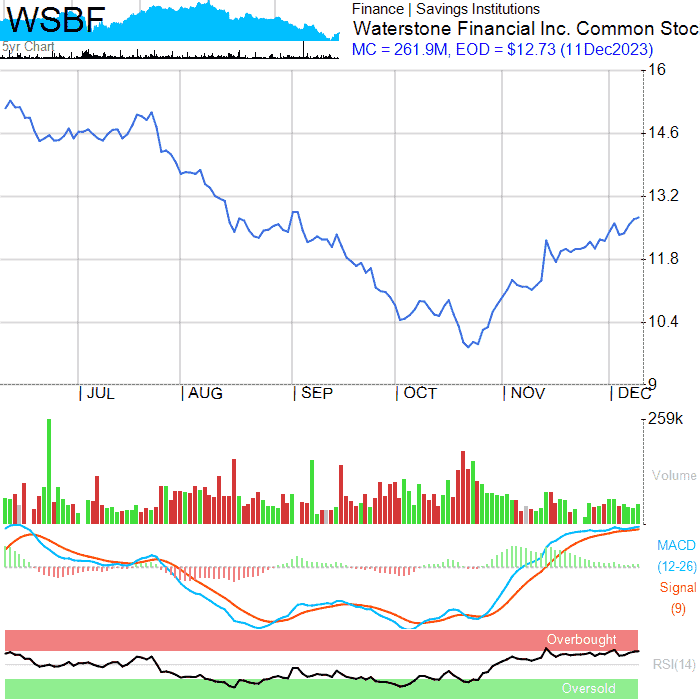 WSBF
5yr Chart
Finance | Savings Institutions
Waterstone Financial Inc. Common Stoc
MC = 261.9M, EOD = $12.73 (11Dec2023)
16
14.6
13.2
11.8
10.4
9
| JUL | AUG | SEP | OCT | NOV | DEC
259k
Volume
MACD
(12-26)
Signal
(9)
Overbought
RSI(14)
Oversold